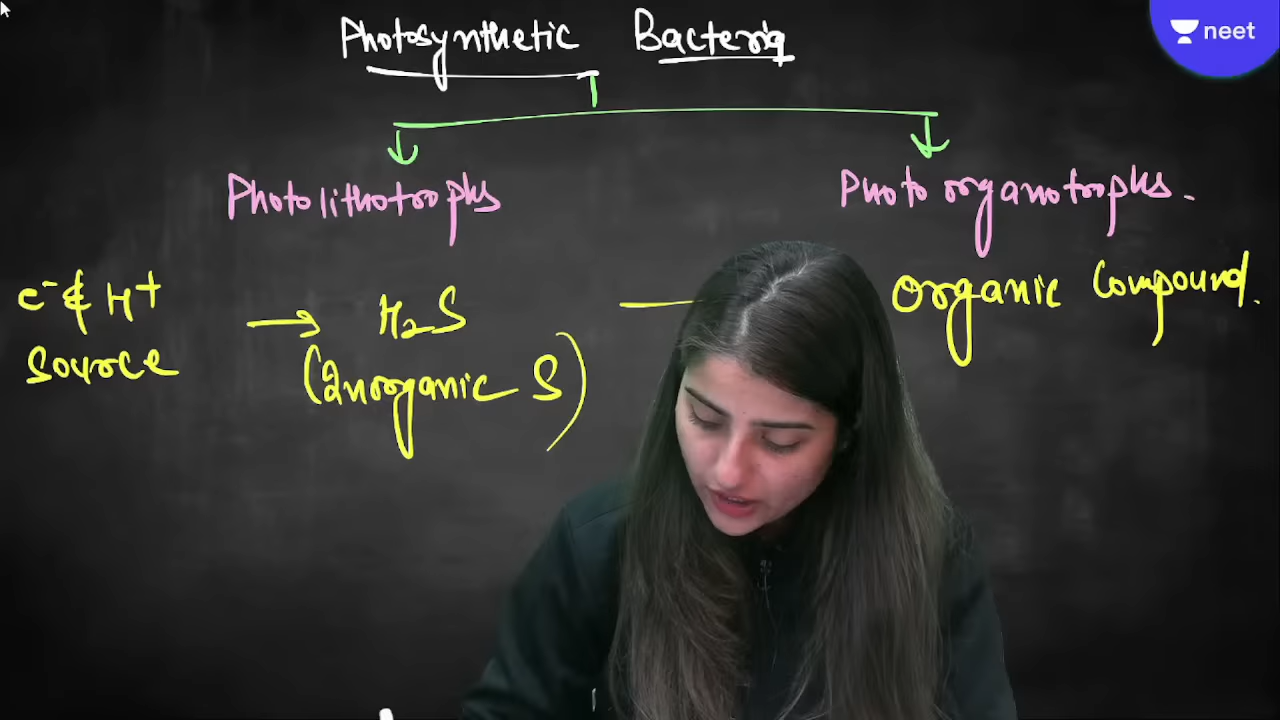 Photosynthetic Bacteria
neet
Photolithotrophs
Photo organotrophs.
e⁻ & H⁺
source
→ H₂S
(Inorganic S)
organic compound.